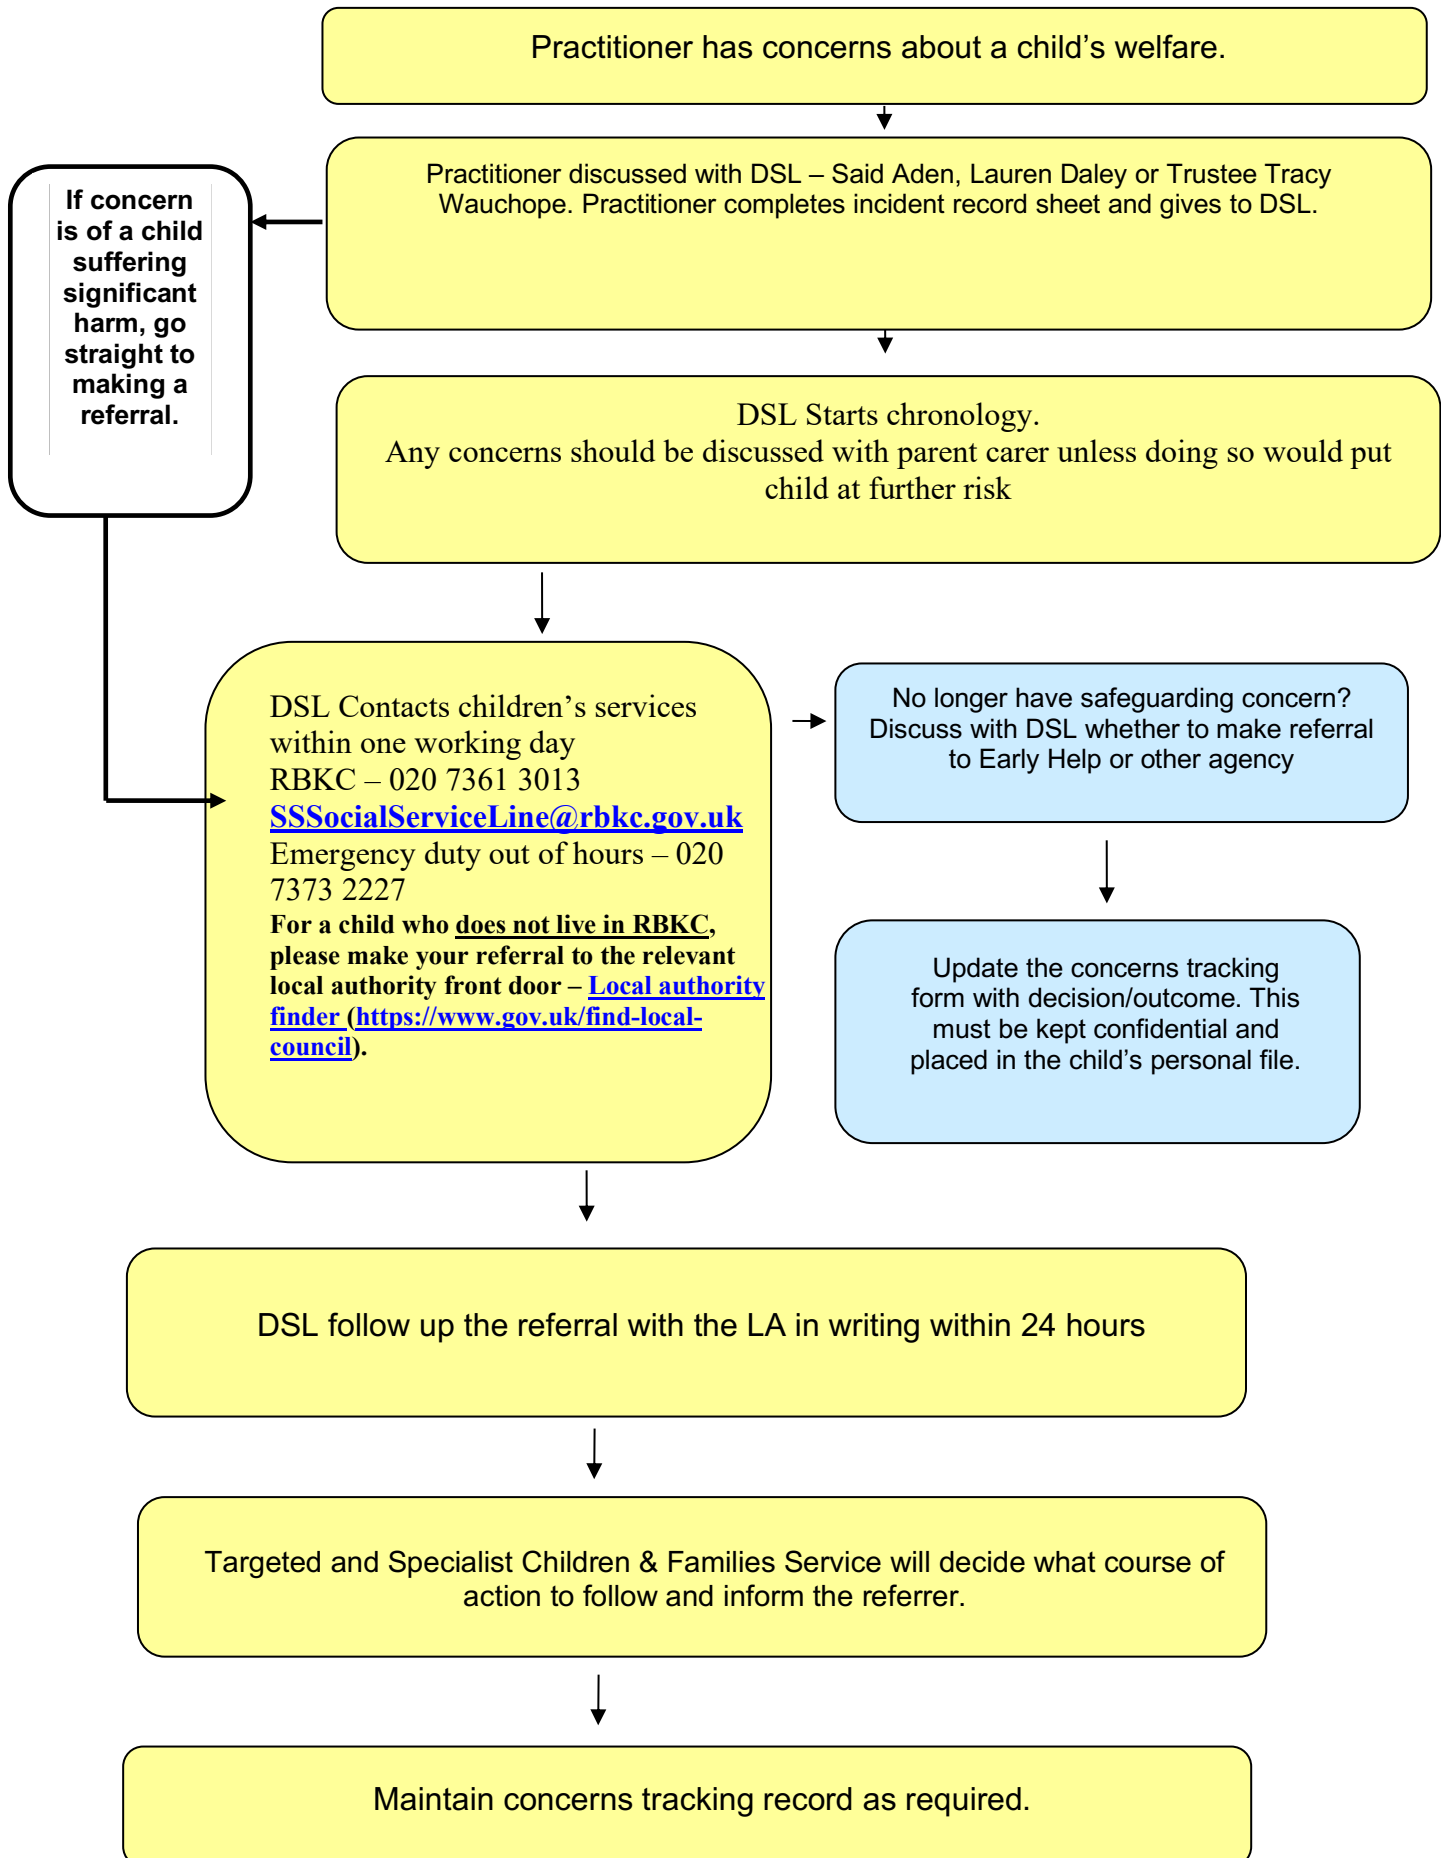 Practitioner has concerns about a child’s welfare.
Practitioner discussed with DSL – Said Aden, Lauren Daley or Trustee Tracy
Wauchope. Practitioner completes incident record sheet and gives to DSL.
If concern
is of a child
suffering
significant
harm, go
straight to
making a
referral.
DSL Starts chronology.
Any concerns should be discussed with parent carer unless doing so would put
child at further risk
DSL Contacts children’s services
within one working day
RBKC – 020 7361 3013
SSSocialServiceLine@rbkc.gov.uk
Emergency duty out of hours – 020
7373 2227
For a child who does not live in RBKC,
please make your referral to the relevant
local authority front door – Local authority
finder (https://www.gov.uk/find-local-
council).
No longer have safeguarding concern?
Discuss with DSL whether to make referral
to Early Help or other agency
Update the concerns tracking
form with decision/outcome. This
must be kept confidential and
placed in the child’s personal file.
DSL follow up the referral with the LA in writing within 24 hours
Targeted and Specialist Children & Families Service will decide what course of
action to follow and inform the referrer.
Maintain concerns tracking record as required.